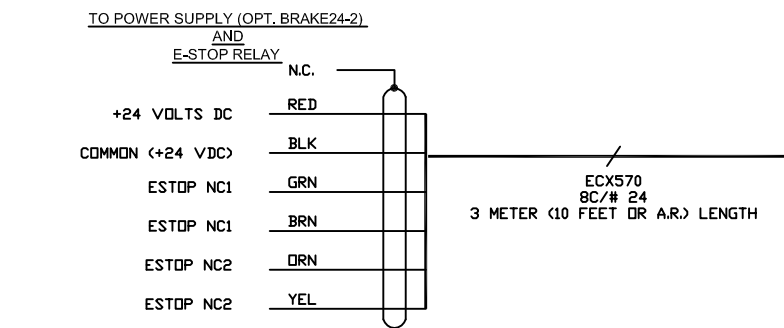 TO POWER SUPPLY (OPT. BRAKE24-2)
AND
E-STOP RELAY
N.C.
+24 VOLTS DC RED
COMMON (+24 VDC) BLK
ESTOP NC1 GRN
ESTOP NC1 BRN
ESTOP NC2 ORN
ESTOP NC2 YEL
ECX570
8C/# 24
3 METER (10 FEET OR A.R.) LENGTH